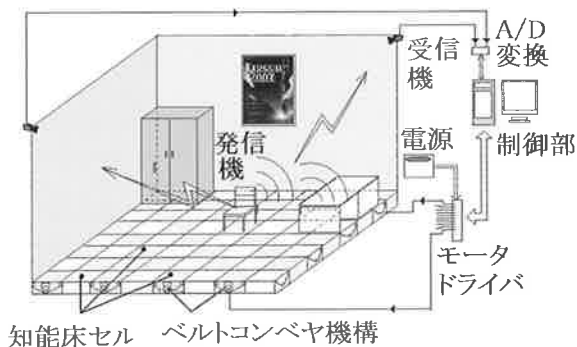 A/D
変換
受信
機
制御部
電源
発信
機
モータ
ドライバ
知能床セル
ベルトコンベヤ機構